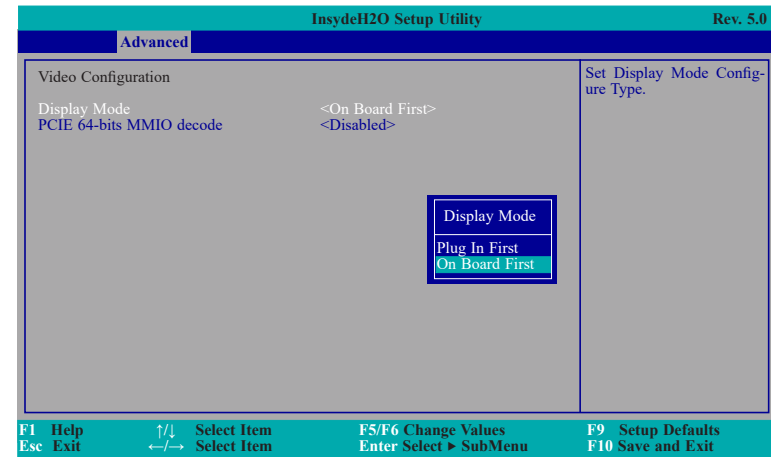 InsydeH2O Setup Utility Rev. 5.0
Advanced
Video Configuration
Display Mode <On Board First>
PCIE 64-bits MMIO decode <Disabled>
Set Display Mode Config-
ure Type.
Display Mode
Plug In First
On Board First
F1 Help ↑/↓ Select Item F5/F6 Change Values F9 Setup Defaults
Esc Exit ←/→ Select Item Enter Select ► SubMenu F10 Save and Exit